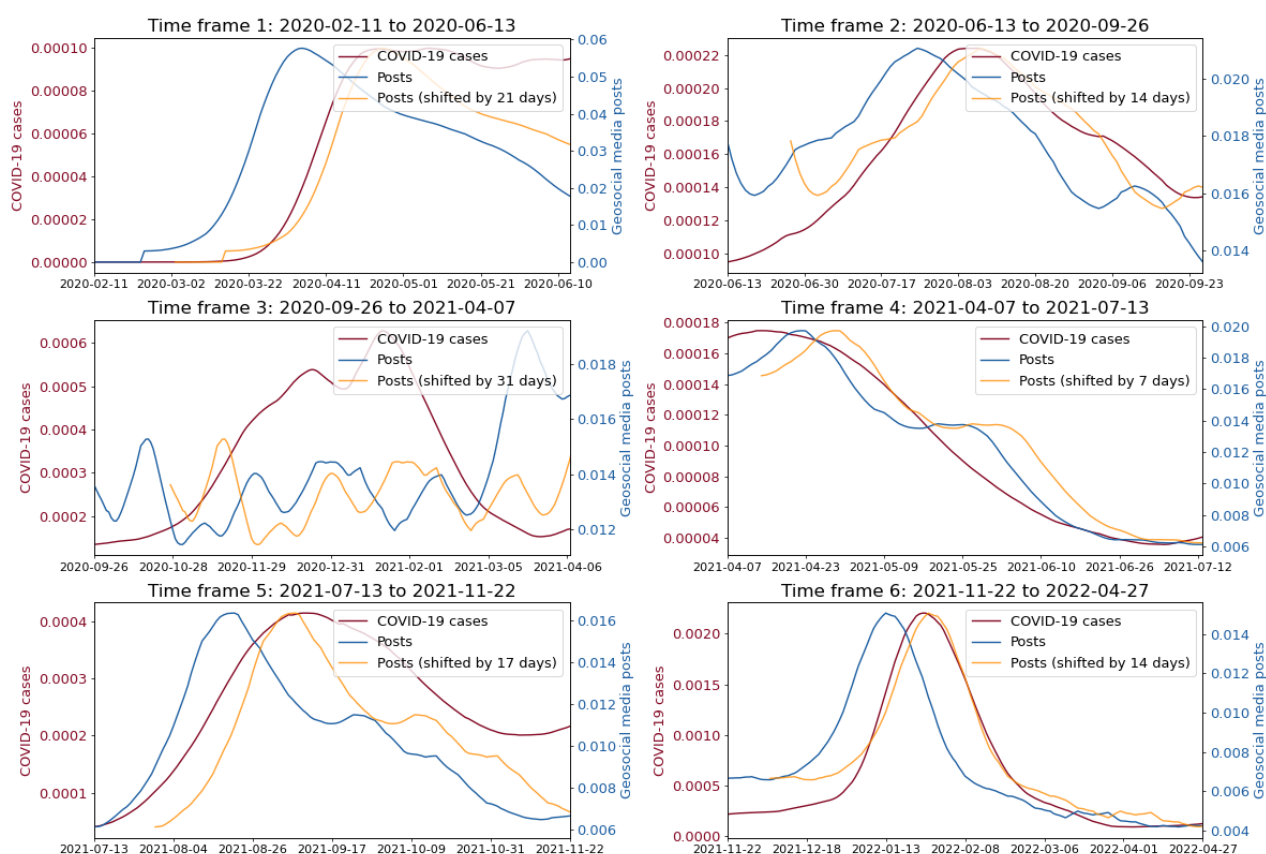 Time frame 1: 2020-02-11 to 2020-06-13
COVID-19 cases
0.00010
0.00008
0.00006
0.00004
0.00002
0.00000
COVID-19 cases
Posts
Posts (shifted by 21 days)
0.06
0.05
0.04
0.03
0.02
0.01
0.00
Geosocial media posts
2020-02-11 2020-03-02 2020-03-22 2020-04-11 2020-05-01 2020-05-21 2020-06-10
Time frame 2: 2020-06-13 to 2020-09-26
COVID-19 cases
0.00022
0.00020
0.00018
0.00016
0.00014
0.00012
0.00010
COVID-19 cases
Posts
Posts (shifted by 14 days)
0.020
0.018
0.016
0.014
Geosocial media posts
2020-06-13 2020-06-30 2020-07-17 2020-08-03 2020-08-20 2020-09-06 2020-09-23
Time frame 3: 2020-09-26 to 2021-04-07
COVID-19 cases
0.0006
0.0005
0.0004
0.0003
0.0002
COVID-19 cases
Posts
Posts (shifted by 31 days)
0.018
0.016
0.014
0.012
Geosocial media posts
2020-09-26 2020-10-28 2020-11-29 2020-12-31 2021-02-01 2021-03-05 2021-04-06
Time frame 4: 2021-04-07 to 2021-07-13
COVID-19 cases
0.00018
0.00016
0.00014
0.00012
0.00010
0.00008
0.00006
0.00004
COVID-19 cases
Posts
Posts (shifted by 7 days)
0.020
0.018
0.016
0.014
0.012
0.010
0.008
0.006
Geosocial media posts
2021-04-07 2021-04-23 2021-05-09 2021-05-25 2021-06-10 2021-06-26 2021-07-12
Time frame 5: 2021-07-13 to 2021-11-22
COVID-19 cases
0.0004
0.0003
0.0002
0.0001
COVID-19 cases
Posts
Posts (shifted by 17 days)
0.016
0.014
0.012
0.010
0.008
0.006
Geosocial media posts
2021-07-13 2021-08-04 2021-08-26 2021-09-17 2021-10-09 2021-10-31 2021-11-22
Time frame 6: 2021-11-22 to 2022-04-27
COVID-19 cases
0.0020
0.0015
0.0010
0.0005
0.0000
COVID-19 cases
Posts
Posts (shifted by 14 days)
0.014
0.012
0.010
0.008
0.006
0.004
Geosocial media posts
2021-11-22 2021-12-18 2022-01-13 2022-02-08 2022-03-06 2022-04-01 2022-04-27